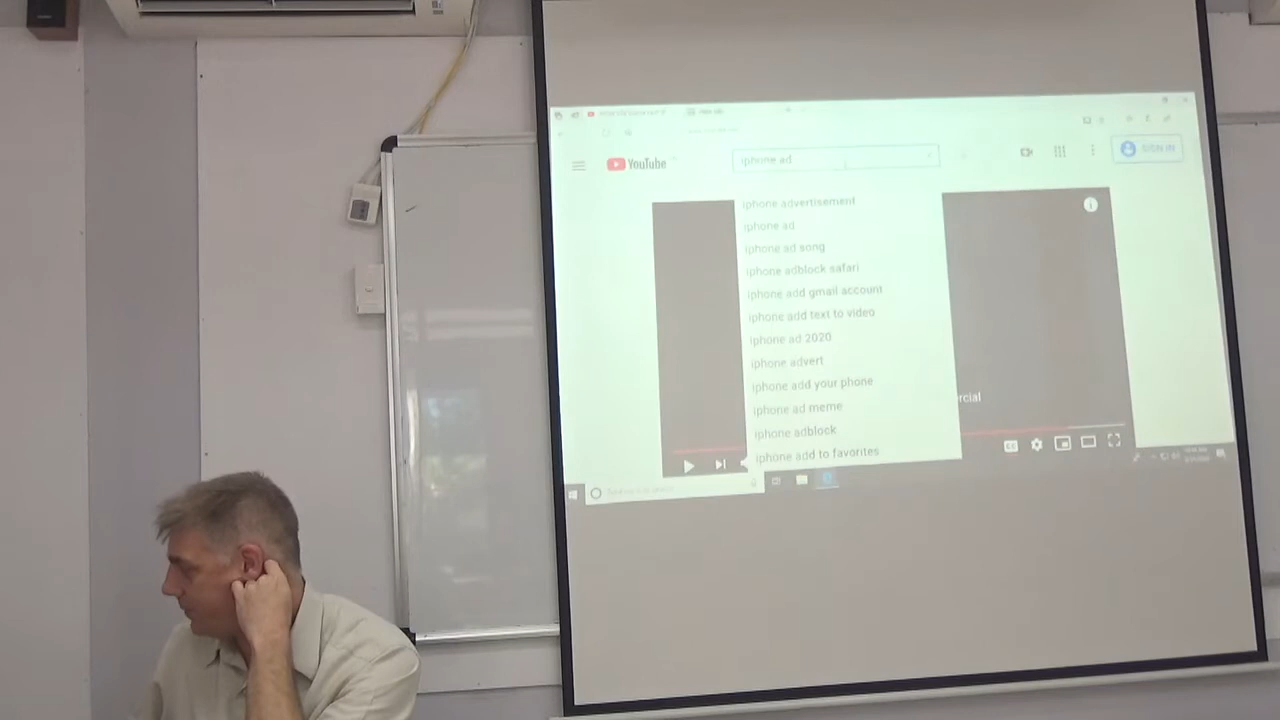 YouTube
iphone ad
SIGN IN
iphone advertisement
iphone ad
iphone ad song
iphone adblock safari
iphone add gmail account
iphone add text to video
iphone ad 2020
iphone advert
iphone add your phone
iphone ad meme
iphone adblock
iphone add to favorites
rcial